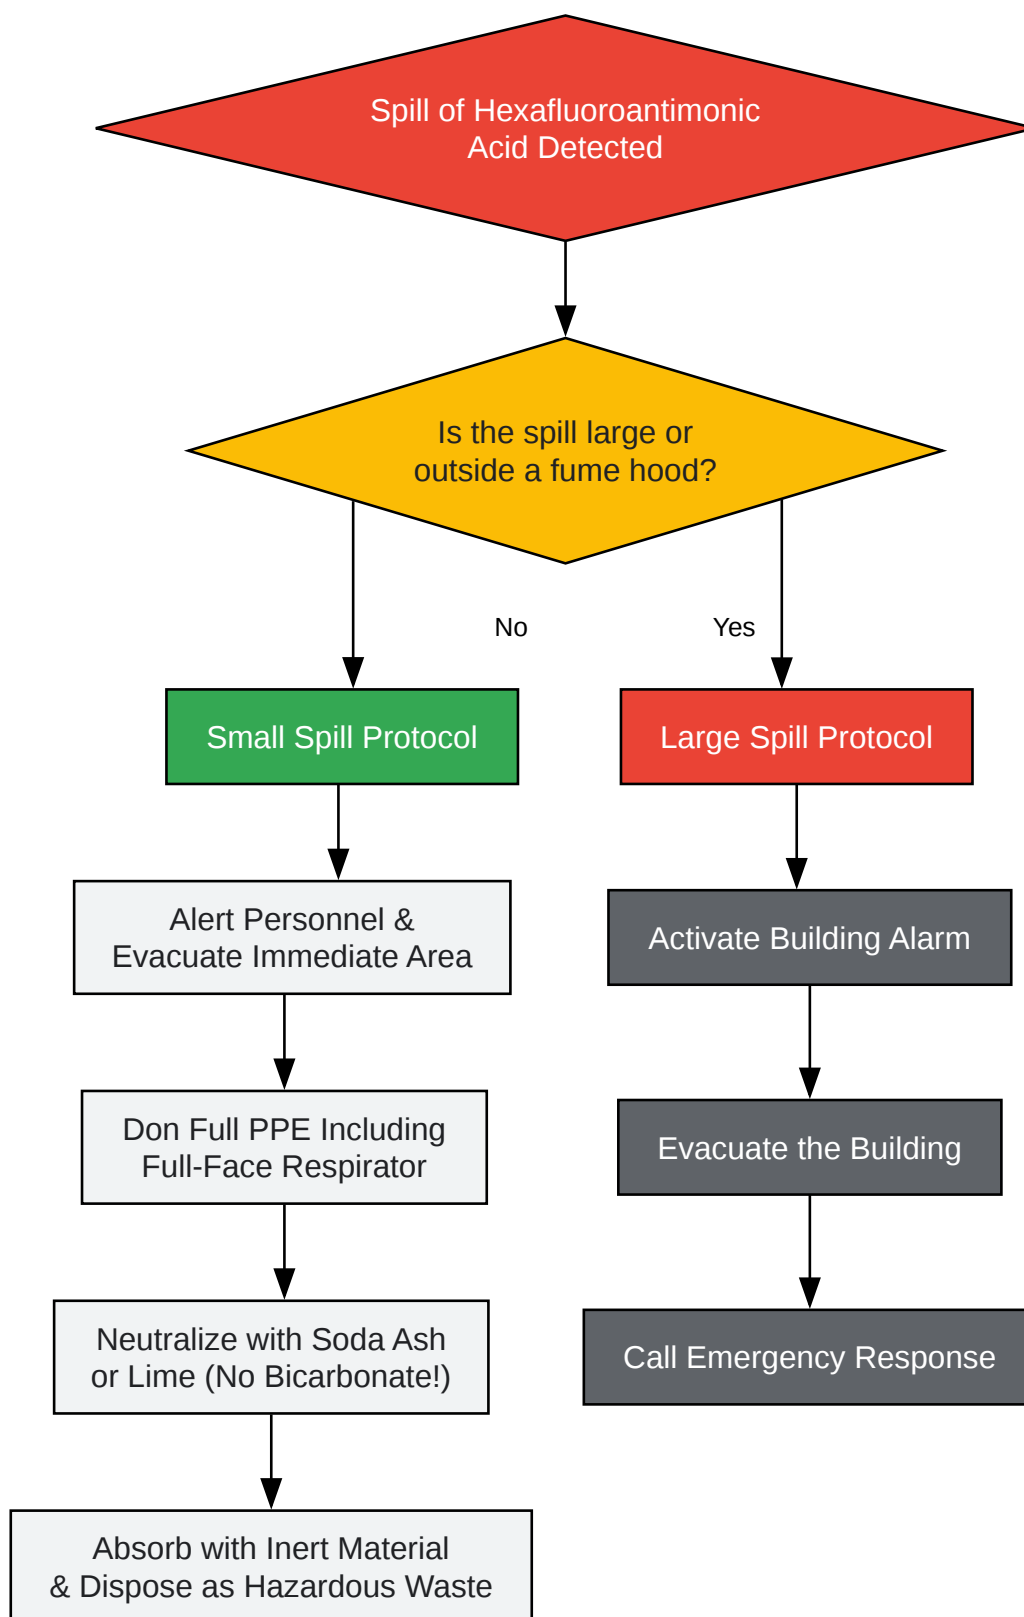 Spill of Hexafluoroantimonic
Acid Detected
Is the spill large or
outside a fume hood?
No
Yes
Small Spill Protocol
Large Spill Protocol
Alert Personnel &
Evacuate Immediate Area
Activate Building Alarm
Don Full PPE Including
Full-Face Respirator
Evacuate the Building
Neutralize with Soda Ash
or Lime (No Bicarbonate!)
Call Emergency Response
Absorb with Inert Material
& Dispose as Hazardous Waste